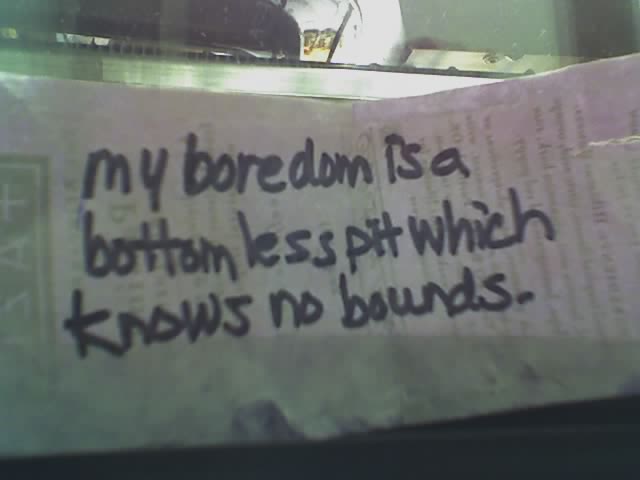 my boredom is a
bottomless pit which
knows no bounds.